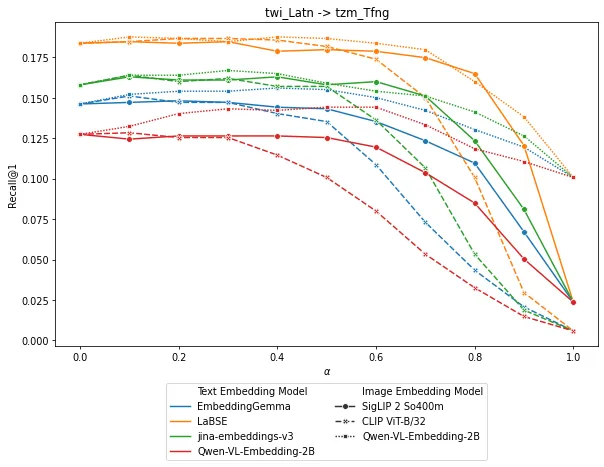 twi_Latn -> tzm_Tfng
Recall@1
0.175
0.150
0.125
0.100
0.075
0.050
0.025
0.000
0.0 0.2 0.4 0.6 0.8 1.0
α
Text Embedding Model Image Embedding Model
EmbeddingGemma SigLIP 2 So400m
LaBSE CLIP ViT-B/32
jina-embeddings-v3 Qwen-VL-Embedding-2B
Qwen-VL-Embedding-2B